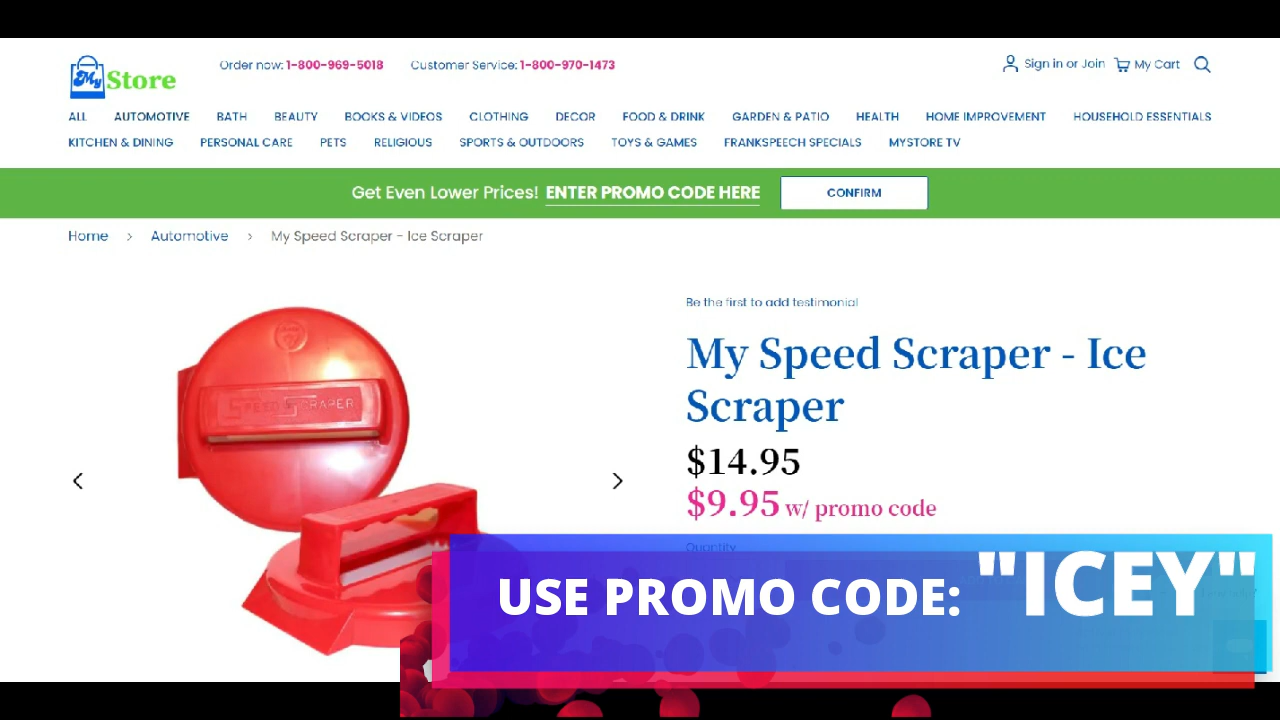 My Store
Order now: 1-800-969-5018 Customer Service: 1-800-970-1473
Sign in or Join My Cart
ALL AUTOMOTIVE BATH BEAUTY BOOKS & VIDEOS CLOTHING DECOR FOOD & DRINK GARDEN & PATIO HEALTH HOME IMPROVEMENT HOUSEHOLD ESSENTIALS
KITCHEN & DINING PERSONAL CARE PETS RELIGIOUS SPORTS & OUTDOORS TOYS & GAMES FRANKSPEECH SPECIALS MYSTORE TV
Get Even Lower Prices! ENTER PROMO CODE HERE CONFIRM
Home > Automotive > My Speed Scraper - Ice Scraper
SPEED SCRAPER
Be the first to add testimonial
My Speed Scraper - Ice
Scraper
$14.95
$9.95 w/ promo code
Quantity
USE PROMO CODE: "ICEY"